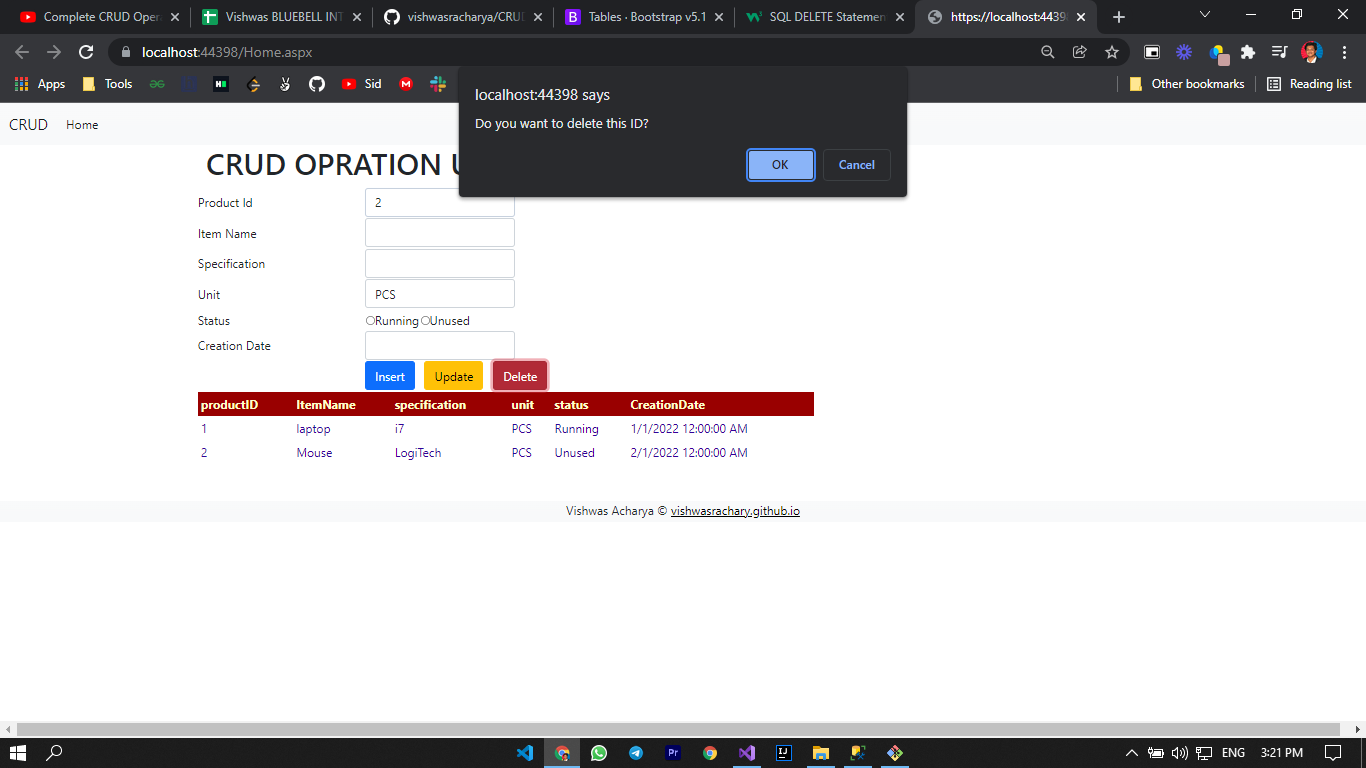 Complete CRUD Oper
Vishwas BLUEBELL INT
vishwasracharya/CRU
Tables · Bootstrap v5.1
SQL DELETE Statemen
https://localhost:4439
localhost:44398/Home.aspx
Apps
Tools
Sid
Other bookmarks
Reading list
localhost:44398 says
Do you want to delete this ID?
OK
Cancel
CRUD Home
CRUD OPRATION
Product Id 2
Item Name
Specification
Unit PCS
Status Running Unused
Creation Date
Insert Update Delete
productID ItemName specification unit status CreationDate
1 laptop i7 PCS Running 1/1/2022 12:00:00 AM
2 Mouse LogiTech PCS Unused 2/1/2022 12:00:00 AM
Vishwas Acharya © vishwasrachary.github.io
ENG 3:21 PM